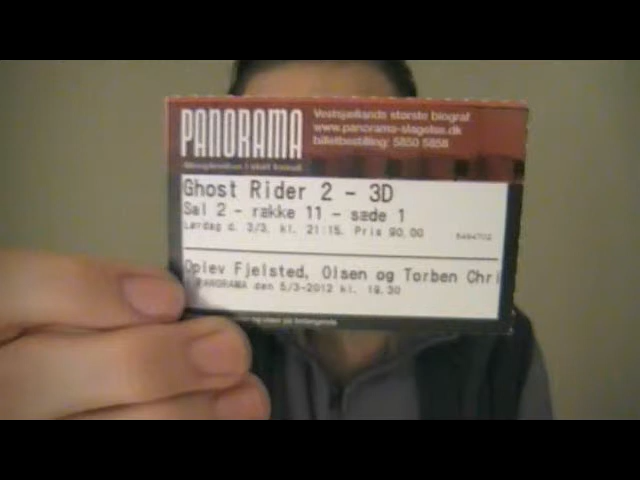 PANORAMA
Vestsjællands største biograf
www.panorama-slagelse.dk
billetbestilling: 5850 5858
Ghost Rider 2 - 3D
Sal 2 - række 11 - sæde 1
Lørdag d. 3/3, kl. 21:15. Pris 90,00
Oplev Fjelsted, Olsen og Torben Chri
PANORAMA den 5/3-2012 kl. 19.30